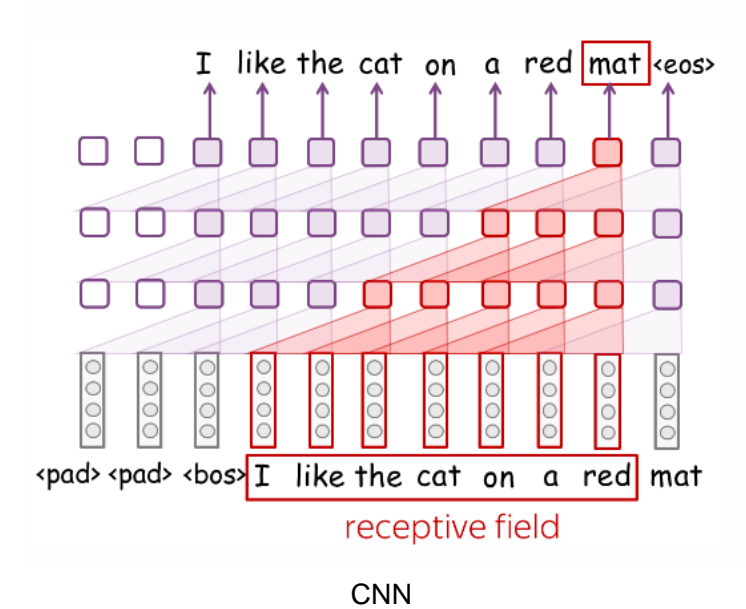 I like the cat on a red mat <eos>
<pad> <pad> <bos> I like the cat on a red mat
receptive field
CNN